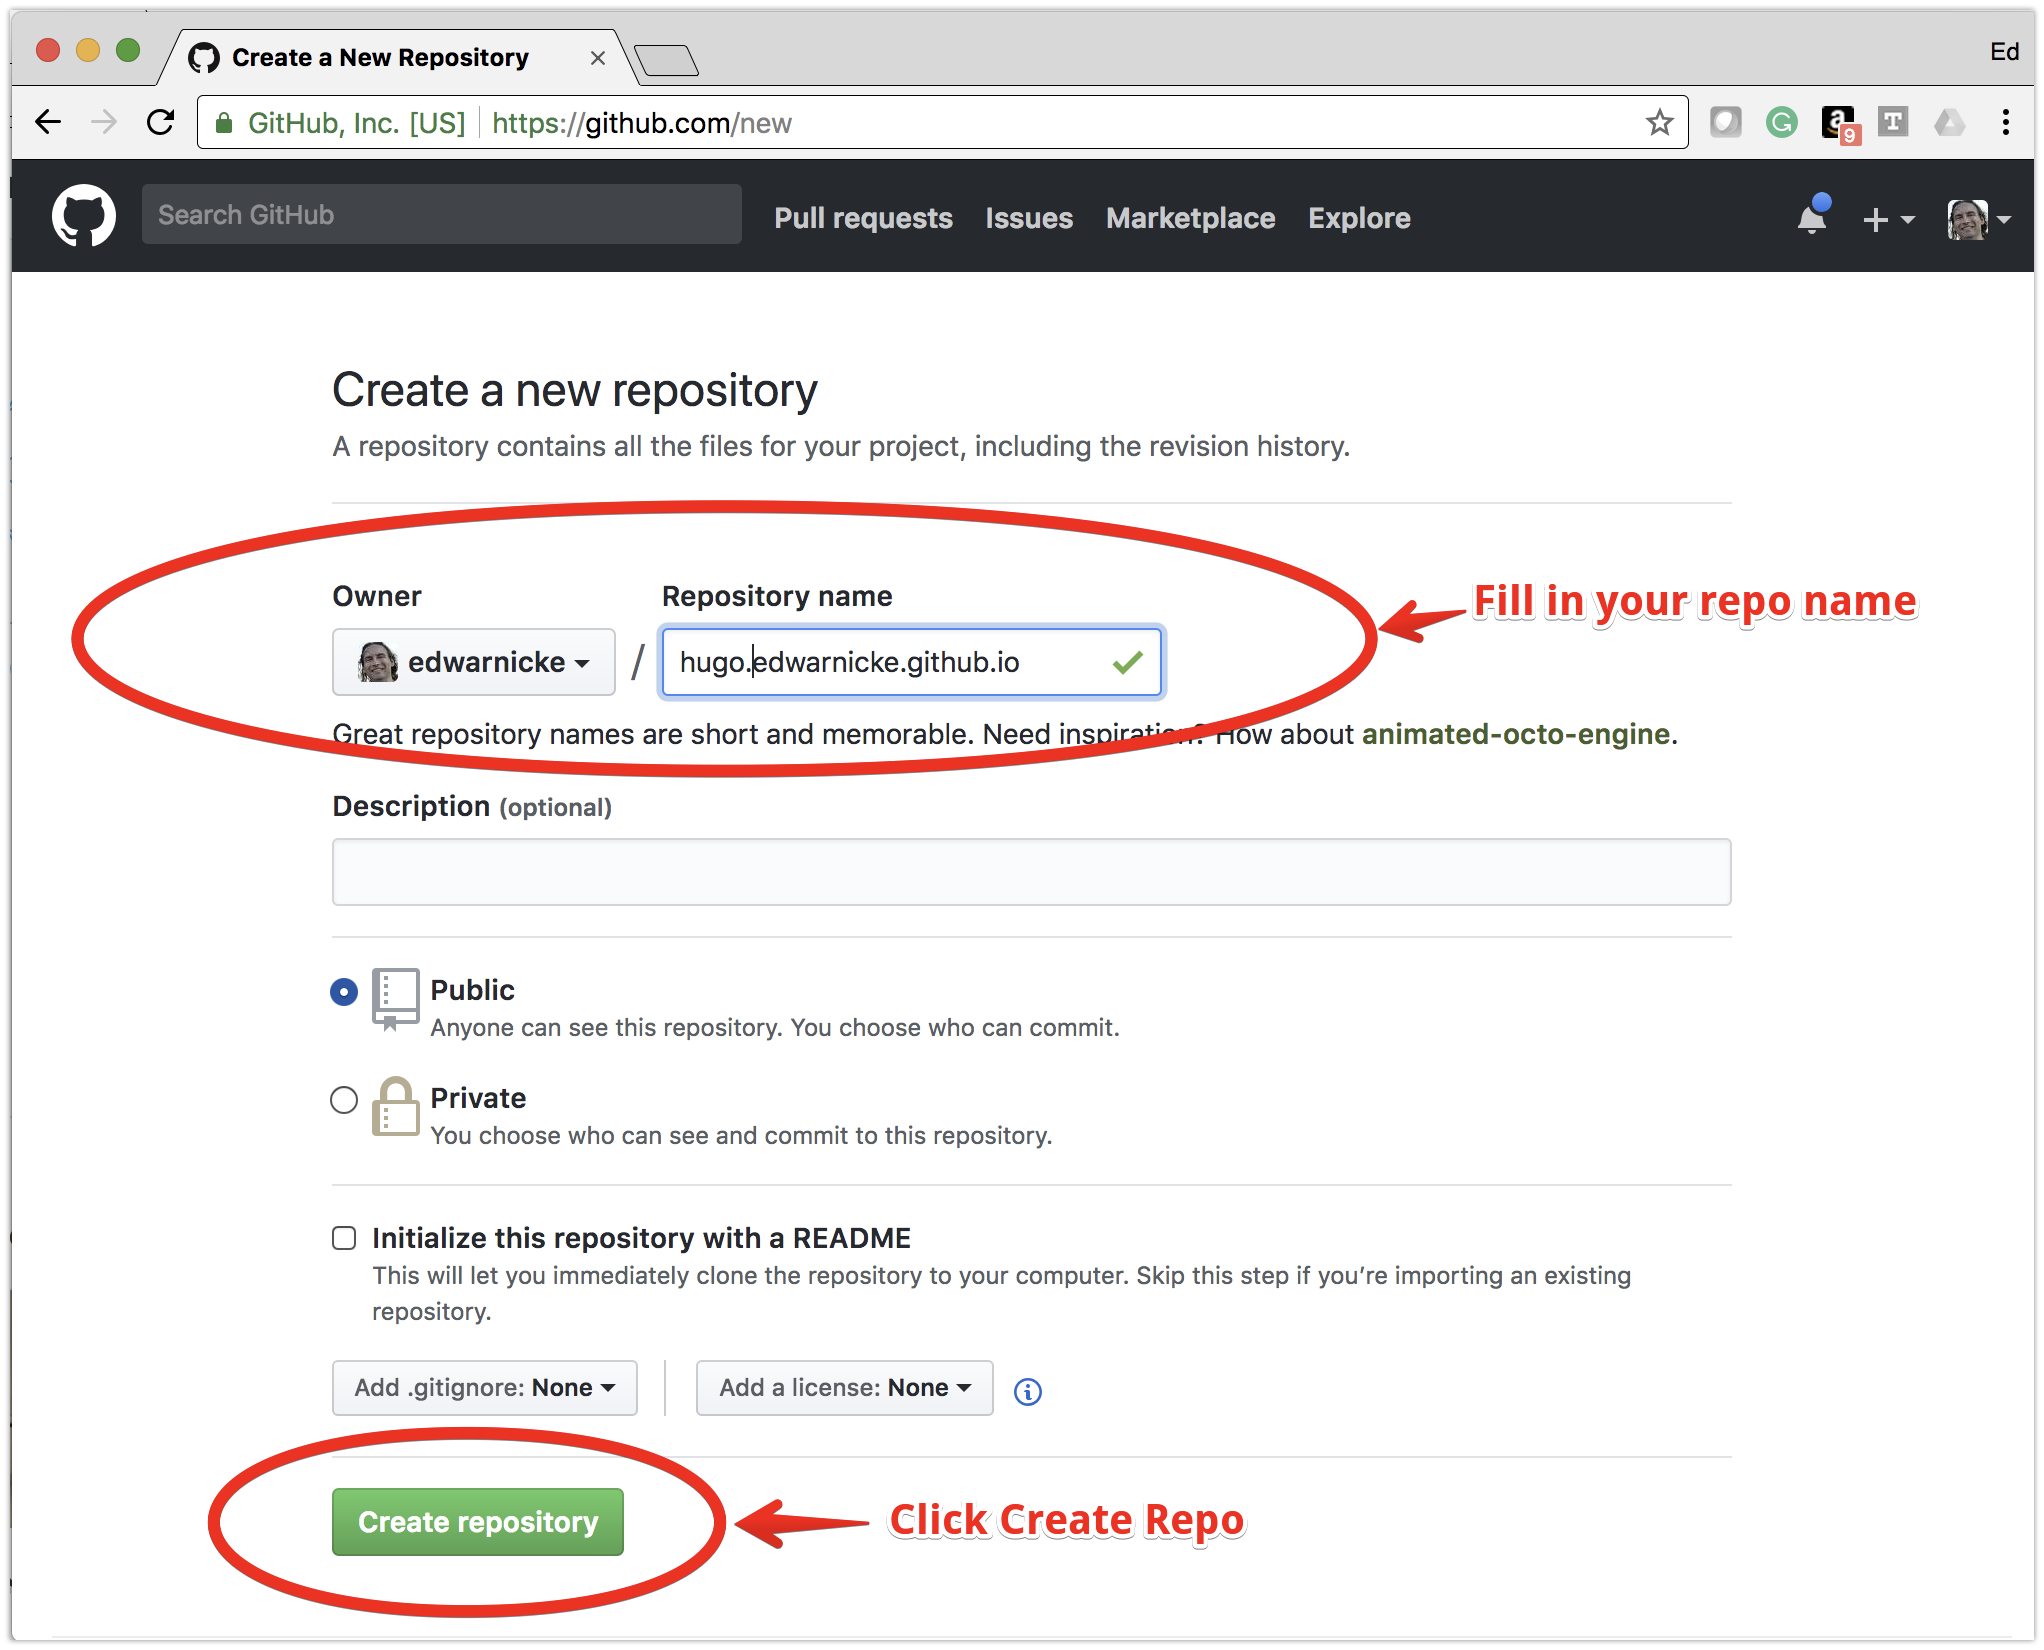 Create a New Repository
Ed
GitHub, Inc. [US] https://github.com/new
a 9 T
Search GitHub
Pull requests Issues Marketplace Explore
Create a new repository
A repository contains all the files for your project, including the revision history.
Owner Repository name
Fill in your repo name
edwarnicke / hugo.edwarnicke.github.io
Great repository names are short and memorable. Need inspiration? How about animated-octo-engine.
Description (optional)
Public
Anyone can see this repository. You choose who can commit.
Private
You choose who can see and commit to this repository.
Initialize this repository with a README
This will let you immediately clone the repository to your computer. Skip this step if you’re importing an existing
repository.
Add .gitignore: None Add a license: None
Create repository
Click Create Repo